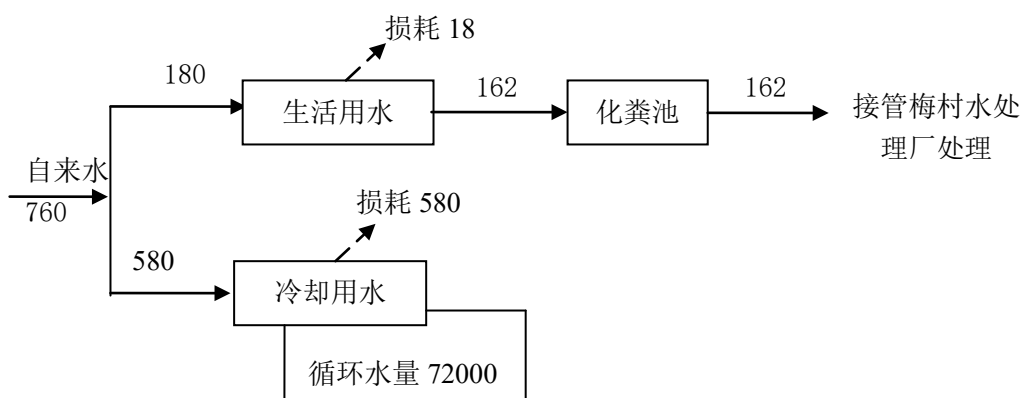 损耗 18
180
生活用水
162
化粪池
162
接管梅村水处
理厂处理
自来水
760
损耗 580
580
冷却用水
循环水量 72000